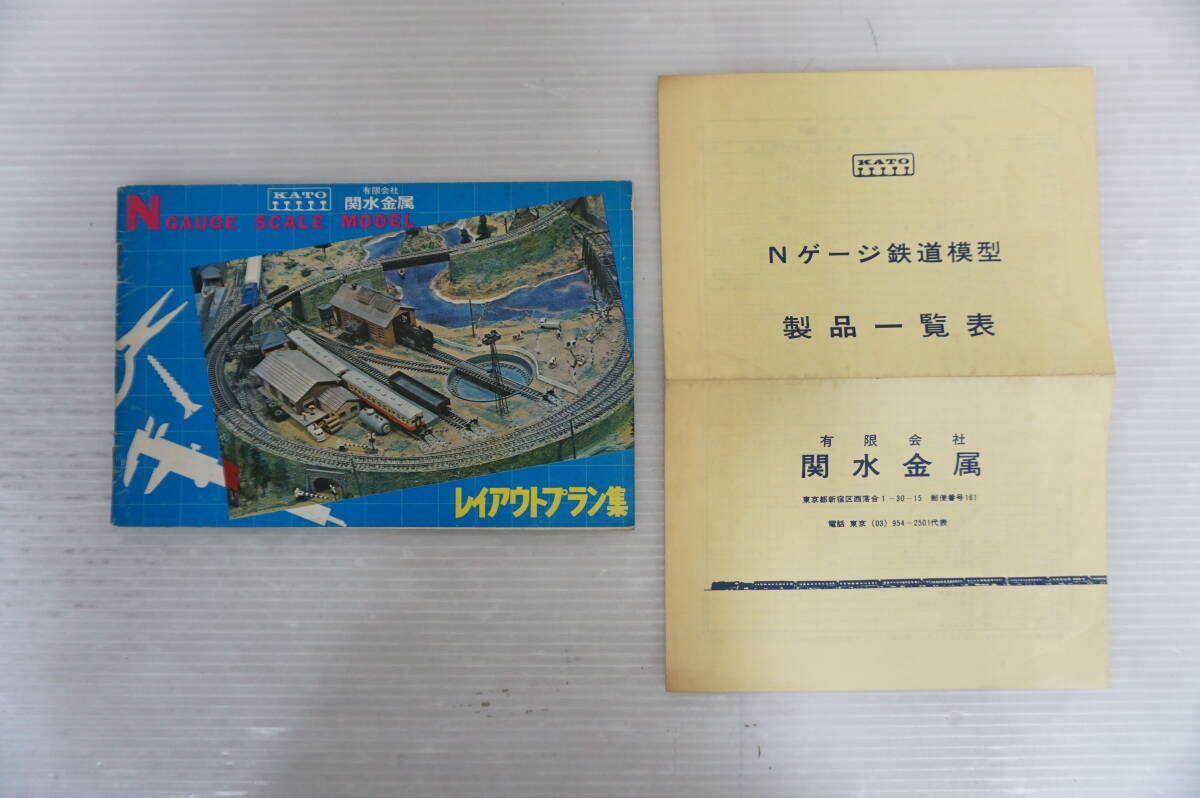 KATO
有限会社
関水金属
N GAUGE SCALE MODEL
レイアウトプラン集
KATO
Nゲージ鉄道模型
製品一覧表
有限会社
関水金属
東京都新宿区西落合1-30-15 郵便番号161
電話 東京 (03) 954-2501代表